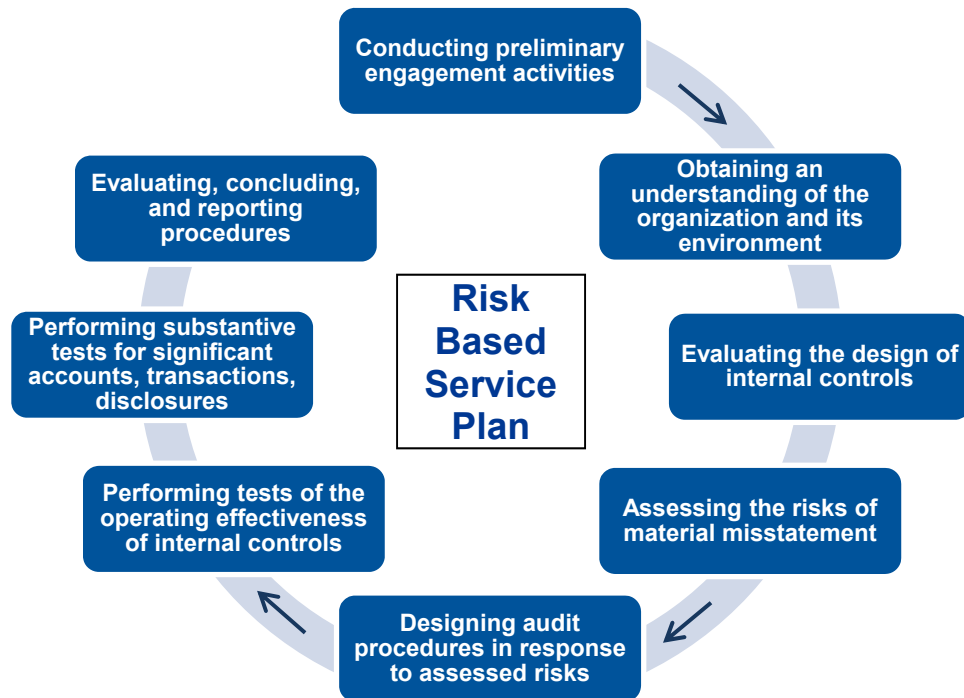 Conducting preliminary
engagement activities
Obtaining an
understanding of the
organization and its
environment
Evaluating the design of
internal controls
Assessing the risks of
material misstatement
Designing audit
procedures in response
to assessed risks
Performing tests of the
operating effectiveness
of internal controls
Performing substantive
tests for significant
accounts, transactions,
disclosures
Evaluating, concluding,
and reporting
procedures
Risk
Based
Service
Plan